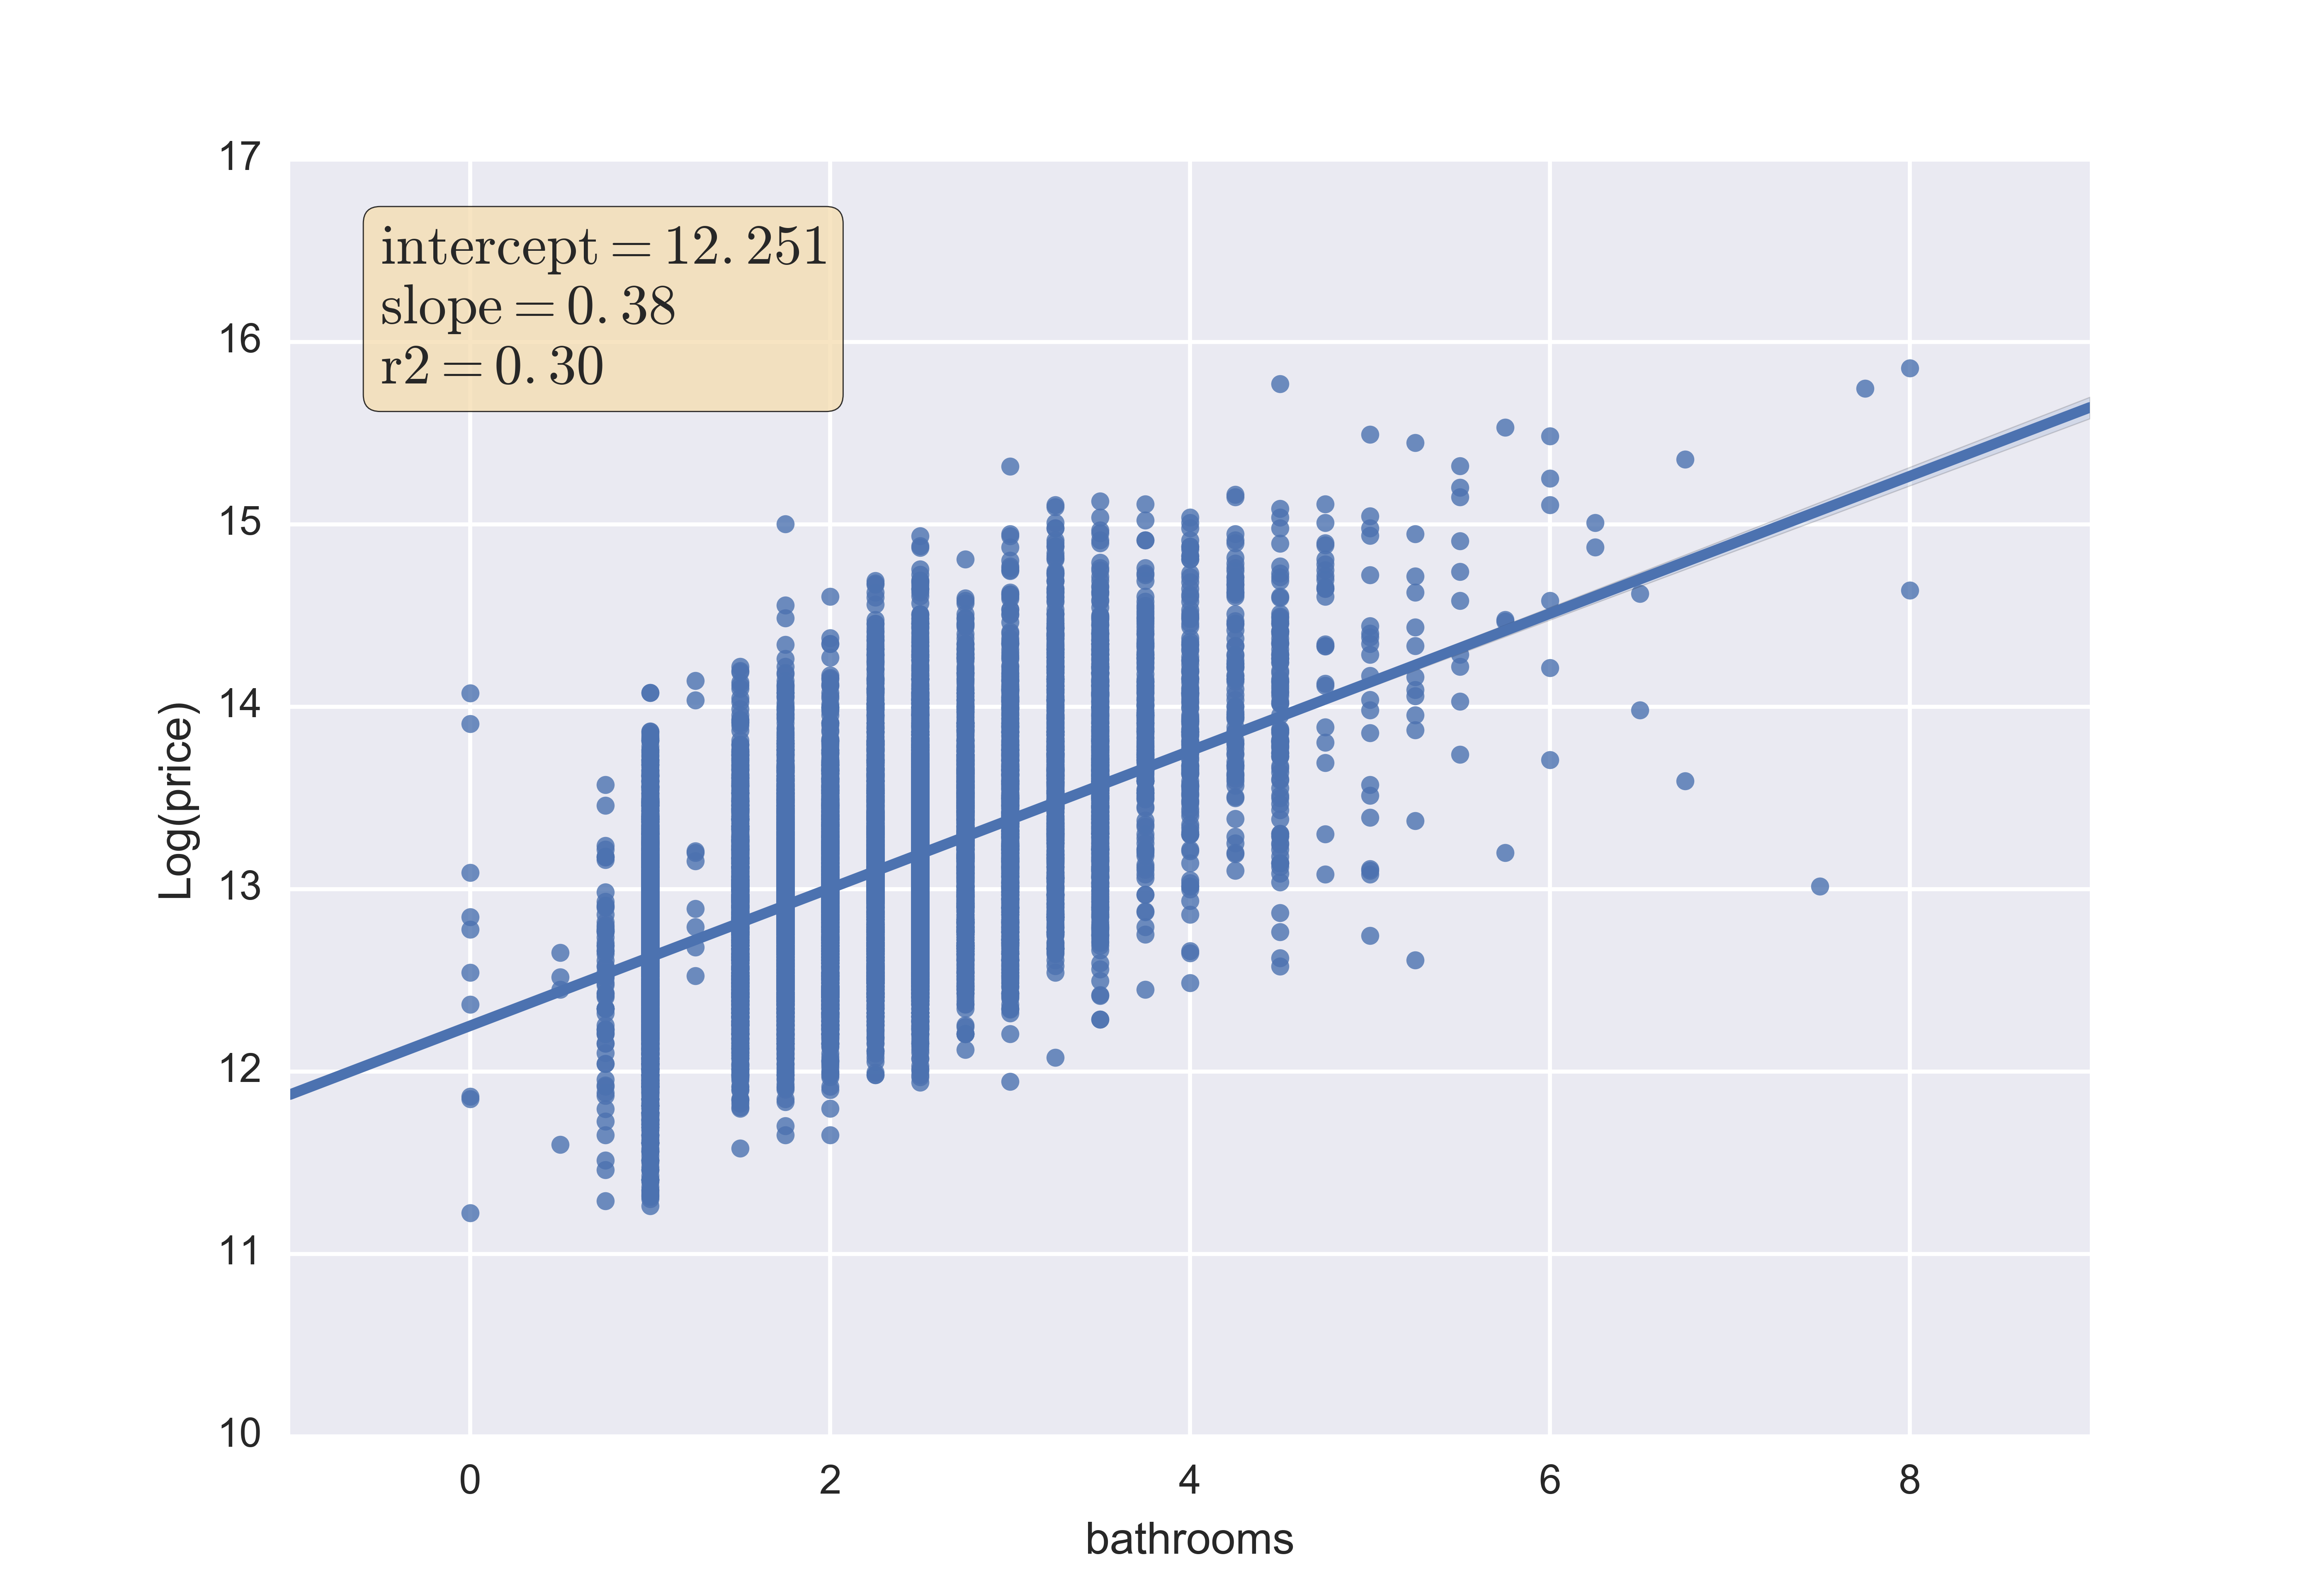 intercept = 12.251
slope = 0.38
r2 = 0.30
17
16
15
14
13
12
11
10
Log(price)
0 2 4 6 8
bathrooms